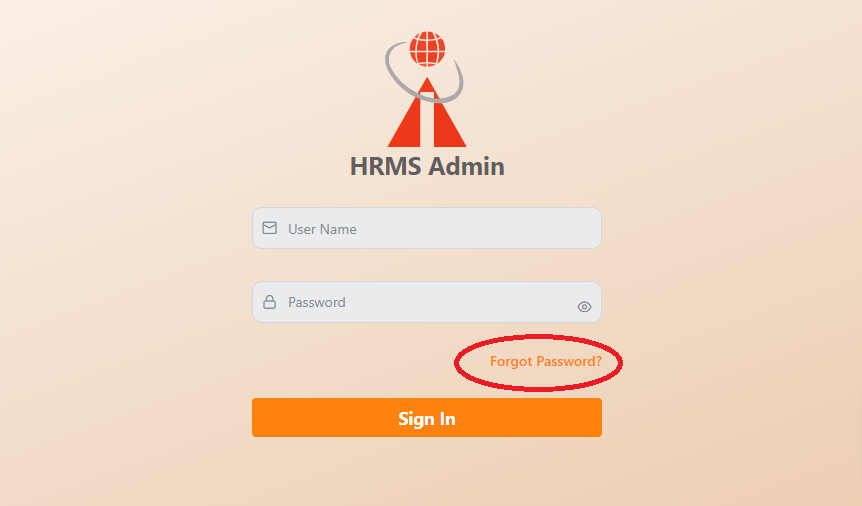 HRMS Admin
User Name
Password
Forgot Password?
Sign In